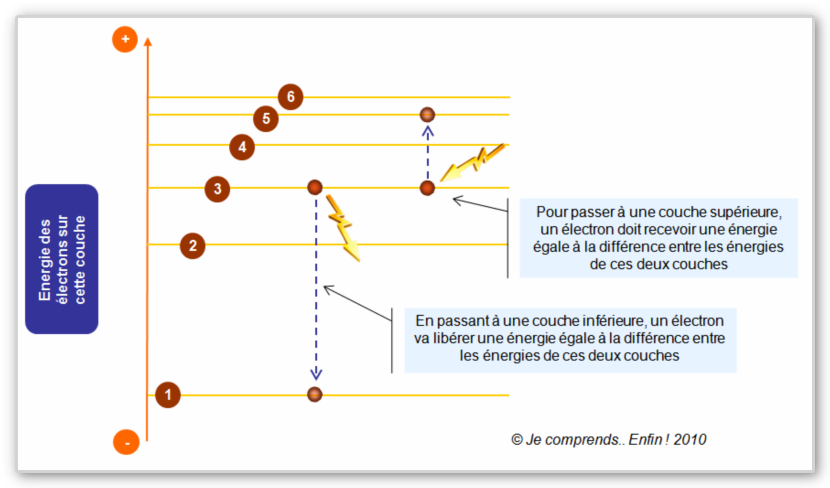 +
6
5
4
3
2
1
-
Energie des
électrons sur
cette couche
Pour passer à une couche supérieure,
un électron doit recevoir une énergie
égale à la différence entre les énergies
de ces deux couches
En passant à une couche inférieure, un électron
va libérer une énergie égale à la différence entre
les énergies de ces deux couches
© Je comprends.. Enfin ! 2010